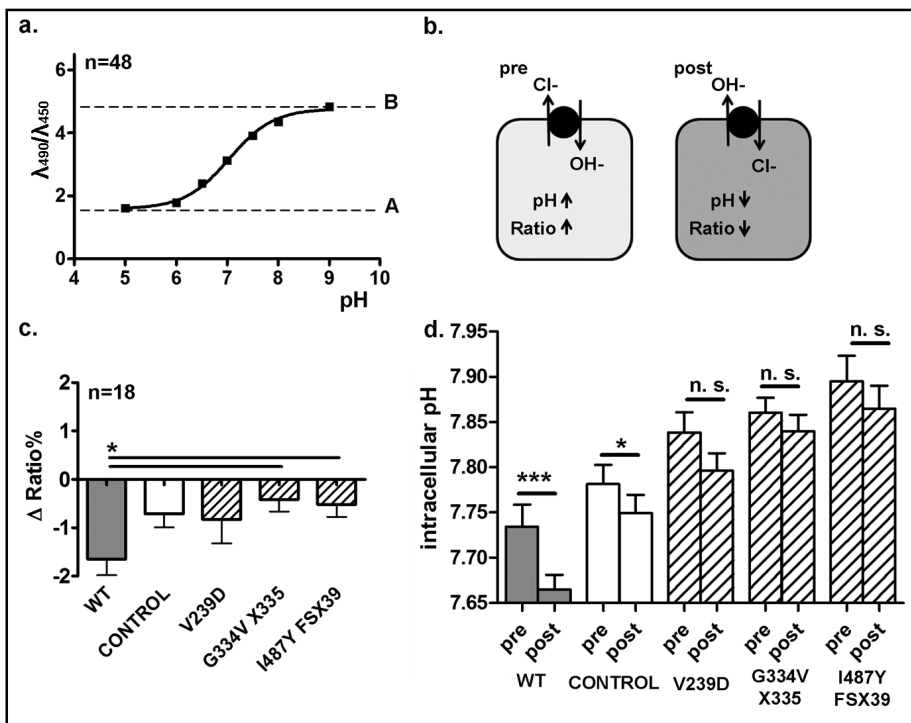 a.
n=48
λ490/λ450
6
4
2
0
B
A
4 5 6 7 8 9 10
pH
b.
pre
Cl-
OH-
pH
Ratio
post
OH-
Cl-
pH
Ratio
c.
n=18
Δ Ratio%
2
1
0
-1
-2
*
WT
CONTROL
V239D
G334V X335
I487Y FSX39
d.
intracellular pH
7.95
7.90
7.85
7.80
7.75
7.70
7.65
***
*
n. s.
n. s.
n. s.
pre post pre post pre post pre post pre post
WT CONTROL V239D G334V I487Y
X335 FSX39